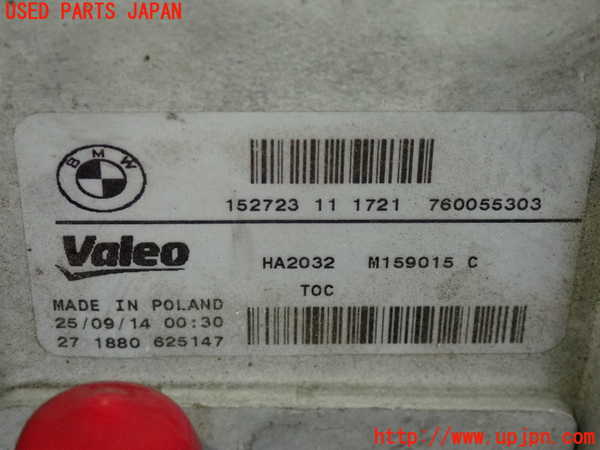 USED PARTS JAPAN
BMW
152723 11 1721 760055303
Valeo
HA2032 M159015 C
TOC
MADE IN POLAND
25/09/14 00:30
27 1880 625147
http://www.upjpn.com/